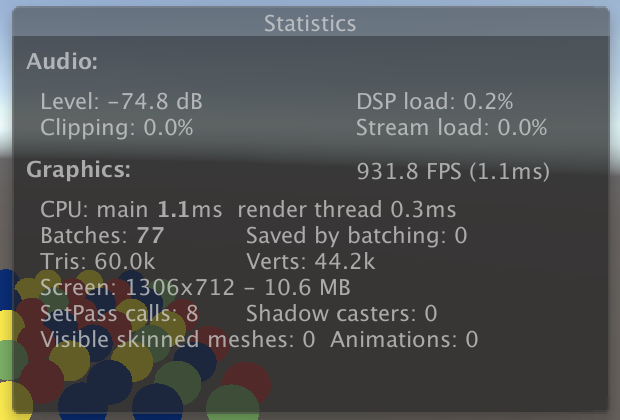 Statistics
Audio:
Level: -74.8 dB DSP load: 0.2%
Clipping: 0.0% Stream load: 0.0%
Graphics: 931.8 FPS (1.1ms)
CPU: main 1.1ms render thread 0.3ms
Batches: 77 Saved by batching: 0
Tris: 60.0k Verts: 44.2k
Screen: 1306x712 - 10.6 MB
SetPass calls: 8 Shadow casters: 0
Visible skinned meshes: 0 Animations: 0